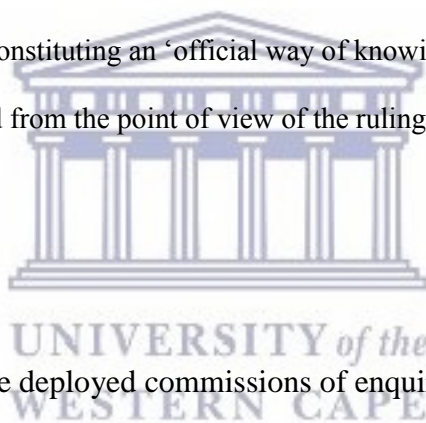 onstituting an ‘official way of knowi
from the point of view of the ruling
UNIVERSITY of the
e deployed commissions of enqui
WESTERN CAPE